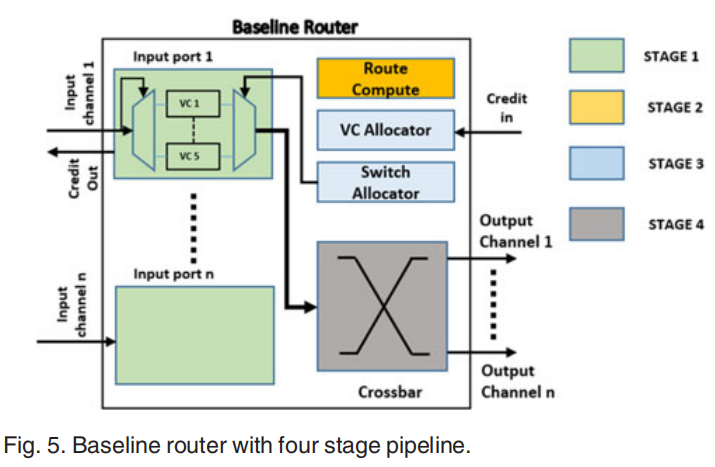 Baseline Router
Input port 1
Input
channel 1
VC 1
VC 5
Credit
Out
Route
Compute
VC Allocator
Switch
Allocator
Credit
in
STAGE 1
STAGE 2
STAGE 3
STAGE 4
Output
Channel 1
Input port n
Input
channel n
Output
Channel n
Crossbar
Fig. 5. Baseline router with four stage pipeline.